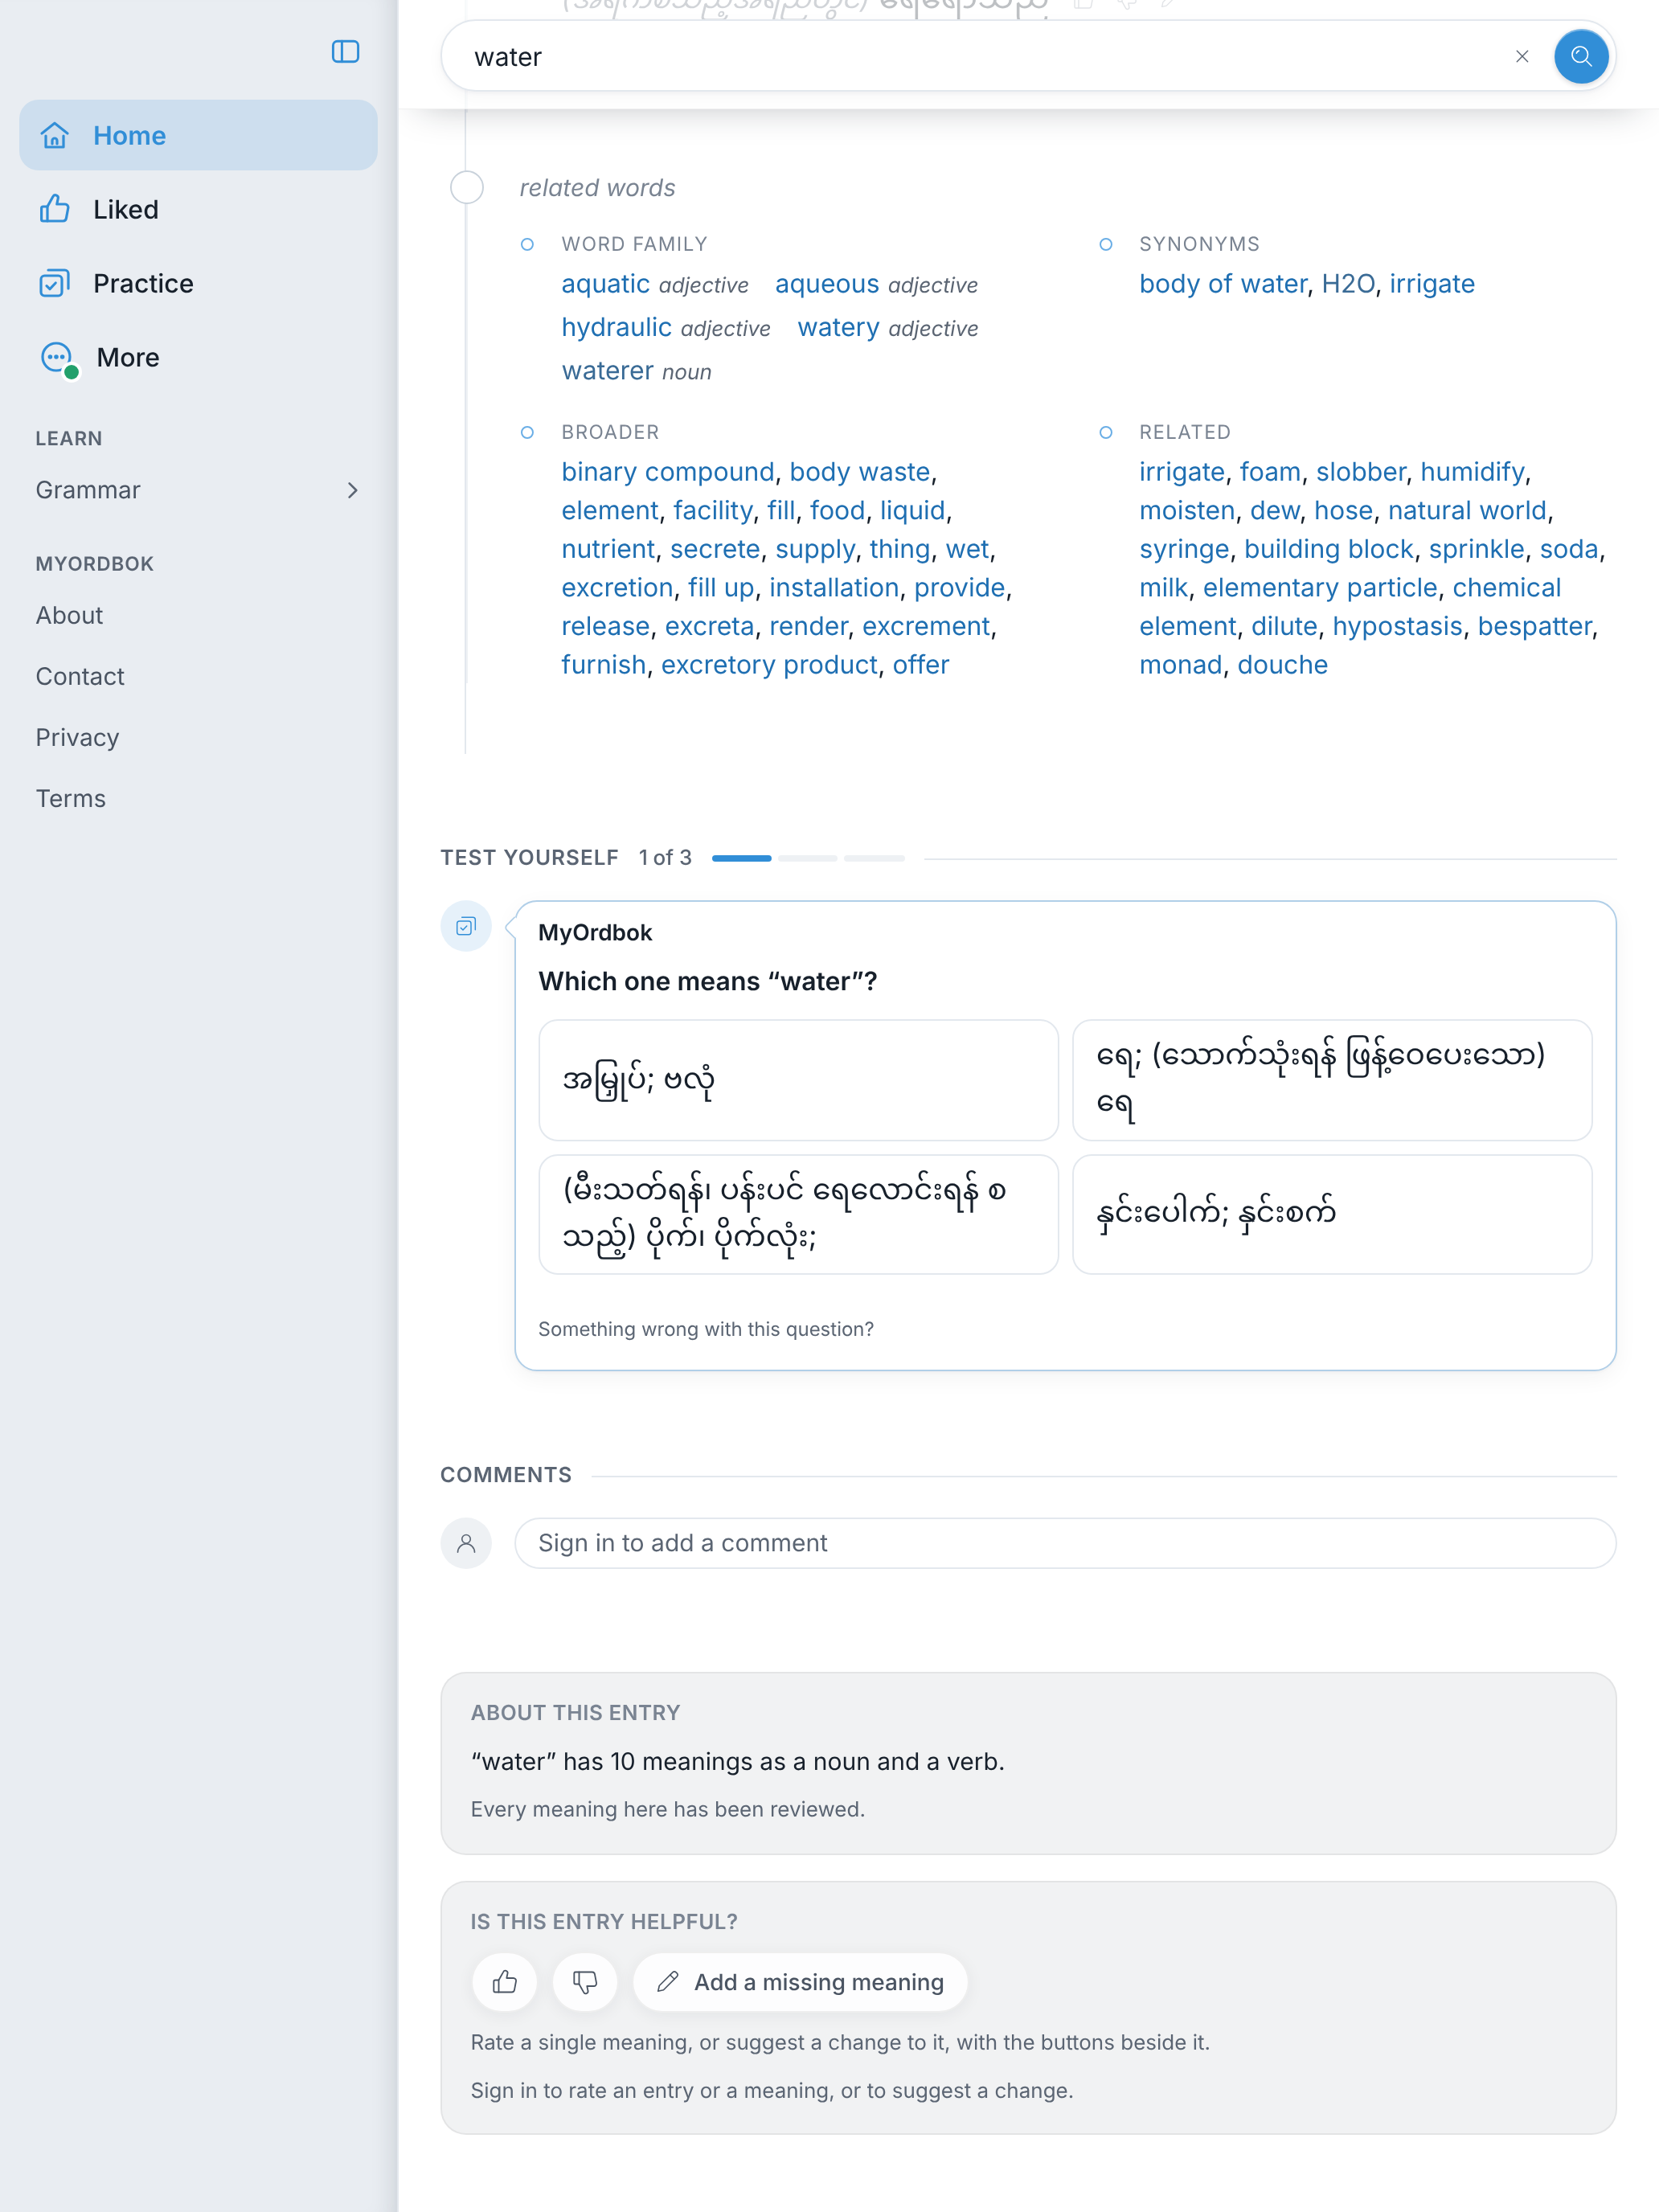 water
Home
Liked
Practice
More
LEARN
Grammar
MYORDBOK
About
Contact
Privacy
Terms
related words
WORD FAMILY
aquatic adjective aqueous adjective
hydraulic adjective watery adjective
waterer noun
SYNONYMS
body of water, H2O, irrigate
BROADER
binary compound, body waste,
element, facility, fill, food, liquid,
nutrient, secrete, supply, thing, wet,
excretion, fill up, installation, provide,
release, excreta, render, excrement,
furnish, excretory product, offer
RELATED
irrigate, foam, slobber, humidify,
moisten, dew, hose, natural world,
syringe, building block, sprinkle, soda,
milk, elementary particle, chemical
element, dilute, hypostasis, bespatter,
monad, douche
TEST YOURSELF 1 of 3
MyOrdbok
Which one means “water”?
အမြှုပ်; ဗလုံ
ရေ; (သောက်သုံးရန် ဖြန့်ဝေပေးသော)
ရေ
(မီးသတ်ရန်၊ ပန်းပင် ရေလောင်းရန် စ
သည့်) ပိုက်၊ ပိုက်လုံး;
နှင်းပေါက်; နှင်းစက်
Something wrong with this question?
COMMENTS
Sign in to add a comment
ABOUT THIS ENTRY
“water” has 10 meanings as a noun and a verb.
Every meaning here has been reviewed.
IS THIS ENTRY HELPFUL?
Add a missing meaning
Rate a single meaning, or suggest a change to it, with the buttons beside it.
Sign in to rate an entry or a meaning, or to suggest a change.